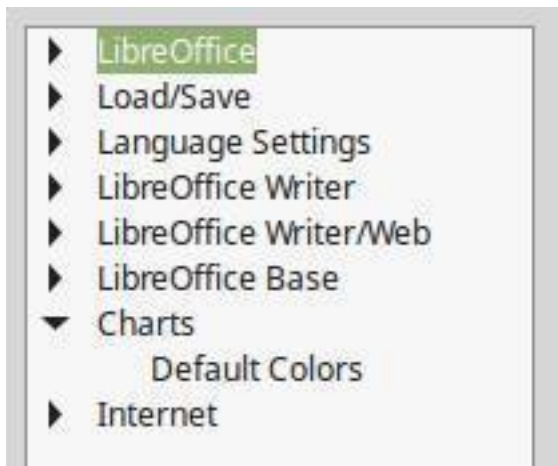 LibreOffice
Load/Save
Language Settings
LibreOffice Writer
LibreOffice Writer/Web
LibreOffice Base
Charts
Default Colors
Internet